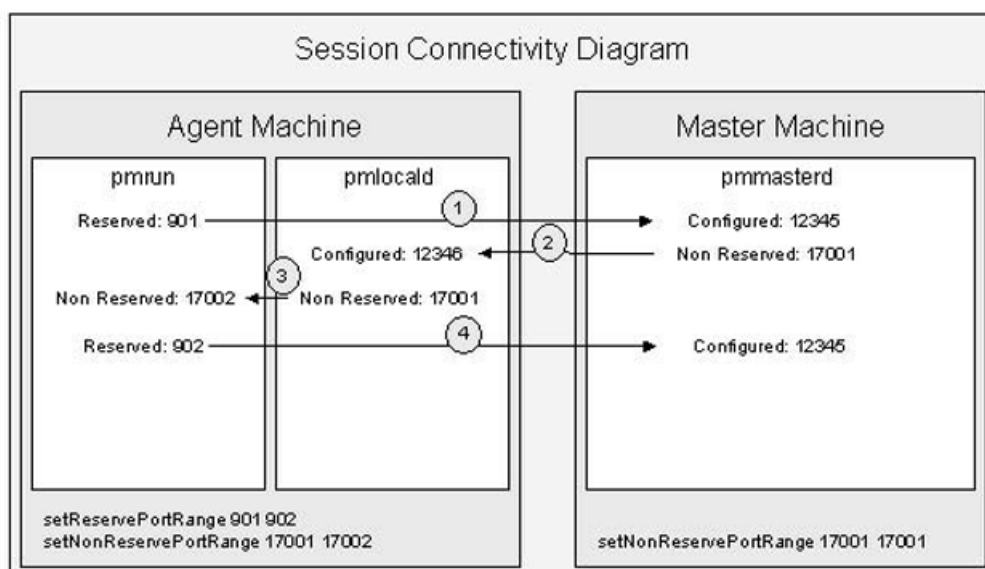 Session Connectivity Diagram
Agent Machine
Master Machine
pmrun
pmlocald
pmmasterd
Reserved: 901
1
Configured: 12345
Configured: 12346
2
Non Reserved: 17001
3
Non Reserved: 17002
Non Reserved: 17001
Reserved: 902
4
Configured: 12345
setReservePortRange 901 902
setNonReservePortRange 17001 17002
setNonReservePortRange 17001 17001